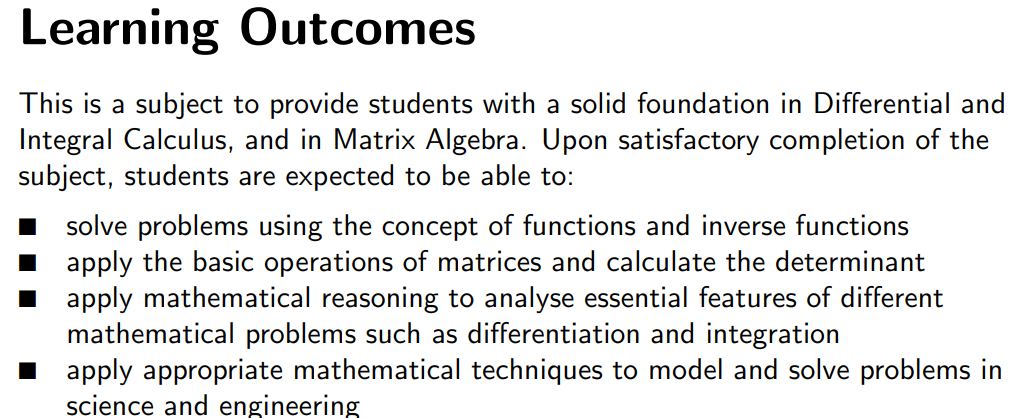 Learning Outcomes
This is a subject to provide students with a solid foundation in Differential and
Integral Calculus, and in Matrix Algebra. Upon satisfactory completion of the
subject, students are expected to be able to:
■ solve problems using the concept of functions and inverse functions
■ apply the basic operations of matrices and calculate the determinant
■ apply mathematical reasoning to analyse essential features of different
mathematical problems such as differentiation and integration
■ apply appropriate mathematical techniques to model and solve problems in
science and engineering